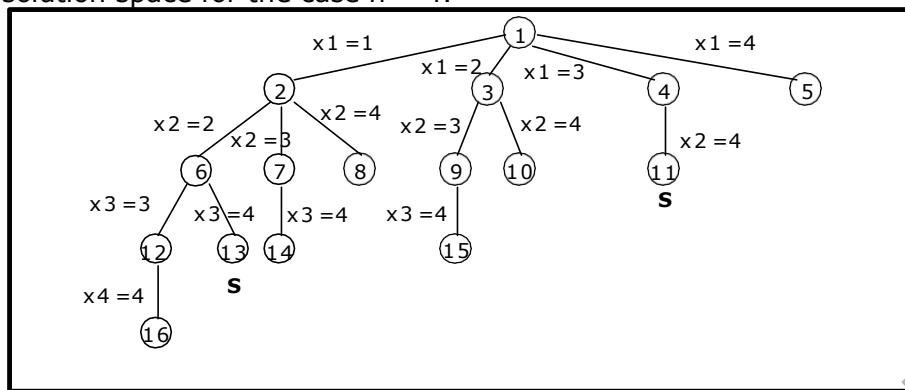 solution space for the case n = 4.
1
x1 =1
x1 =2
x1 =3
x1 =4
2
3
4
5
x2 =2
x2 =3
x2 =4
x2 =3
x2 =4
x2 =4
6
7
8
9
10
11
S
x3 =3
x3 =4
x3 =4
x3 =4
12
13
14
15
S
x4 =4
16